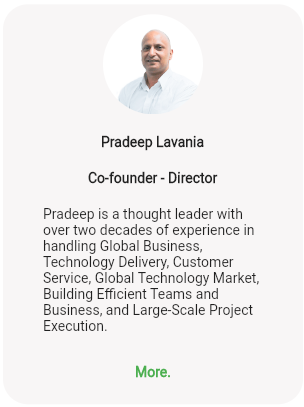 Pradeep Lavania
Co-founder - Director
Pradeep is a thought leader with
over two decades of experience in
handling Global Business,
Technology Delivery, Customer
Service, Global Technology Market,
Building Efficient Teams and
Business, and Large-Scale Project
Execution.
More.